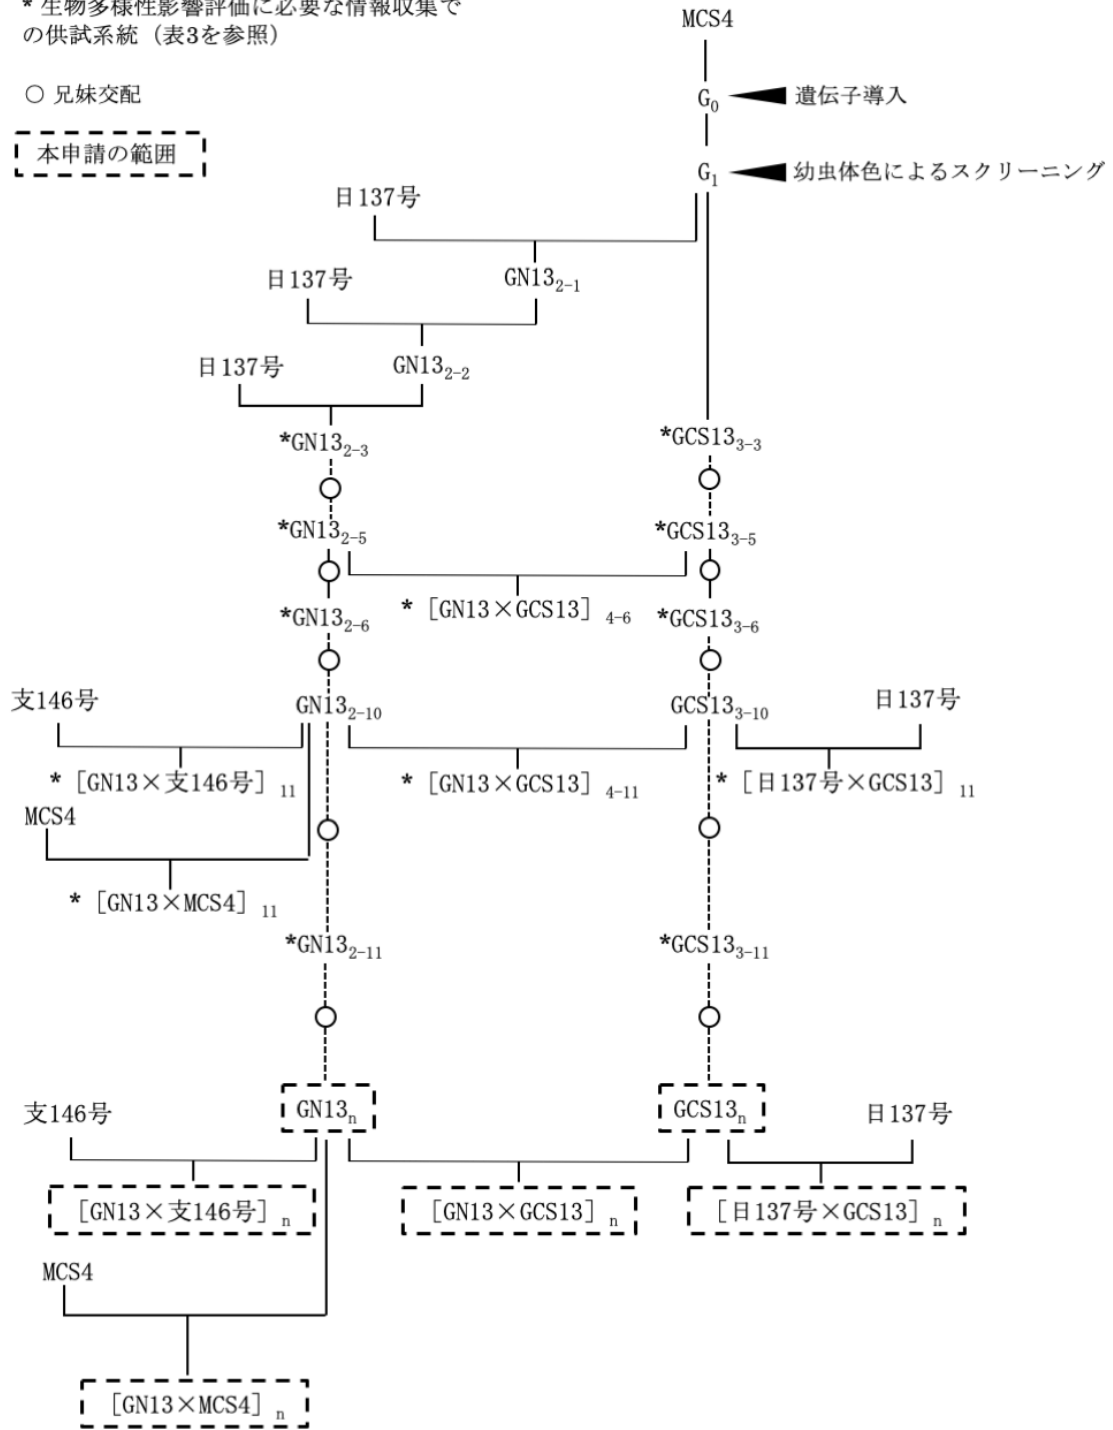 * 生物多様性影響評価に必要な情報収集で
の供試系統（表3を参照）
MCS4
○ 兄妹交配
G0
遺伝子導入
本申請の範囲
G1
幼虫体色によるスクリーニング
日137号
日137号
GN132-1
日137号
GN132-2
*GN132-3
*GCS133-3
*GN132-5
*GCS133-5
*GN132-6
* [GN13×GCS13] 4-6
*GCS133-6
支146号
GN132-10
GCS133-10
日137号
* [GN13×支146号] 11
* [GN13×GCS13] 4-11
* [日137号×GCS13] 11
MCS4
* [GN13×MCS4] 11
*GN132-11
*GCS133-11
支146号
GN13n
GCS13n
日137号
[GN13×支146号] n
[GN13×GCS13] n
[日137号×GCS13] n
MCS4
[GN13×MCS4] n